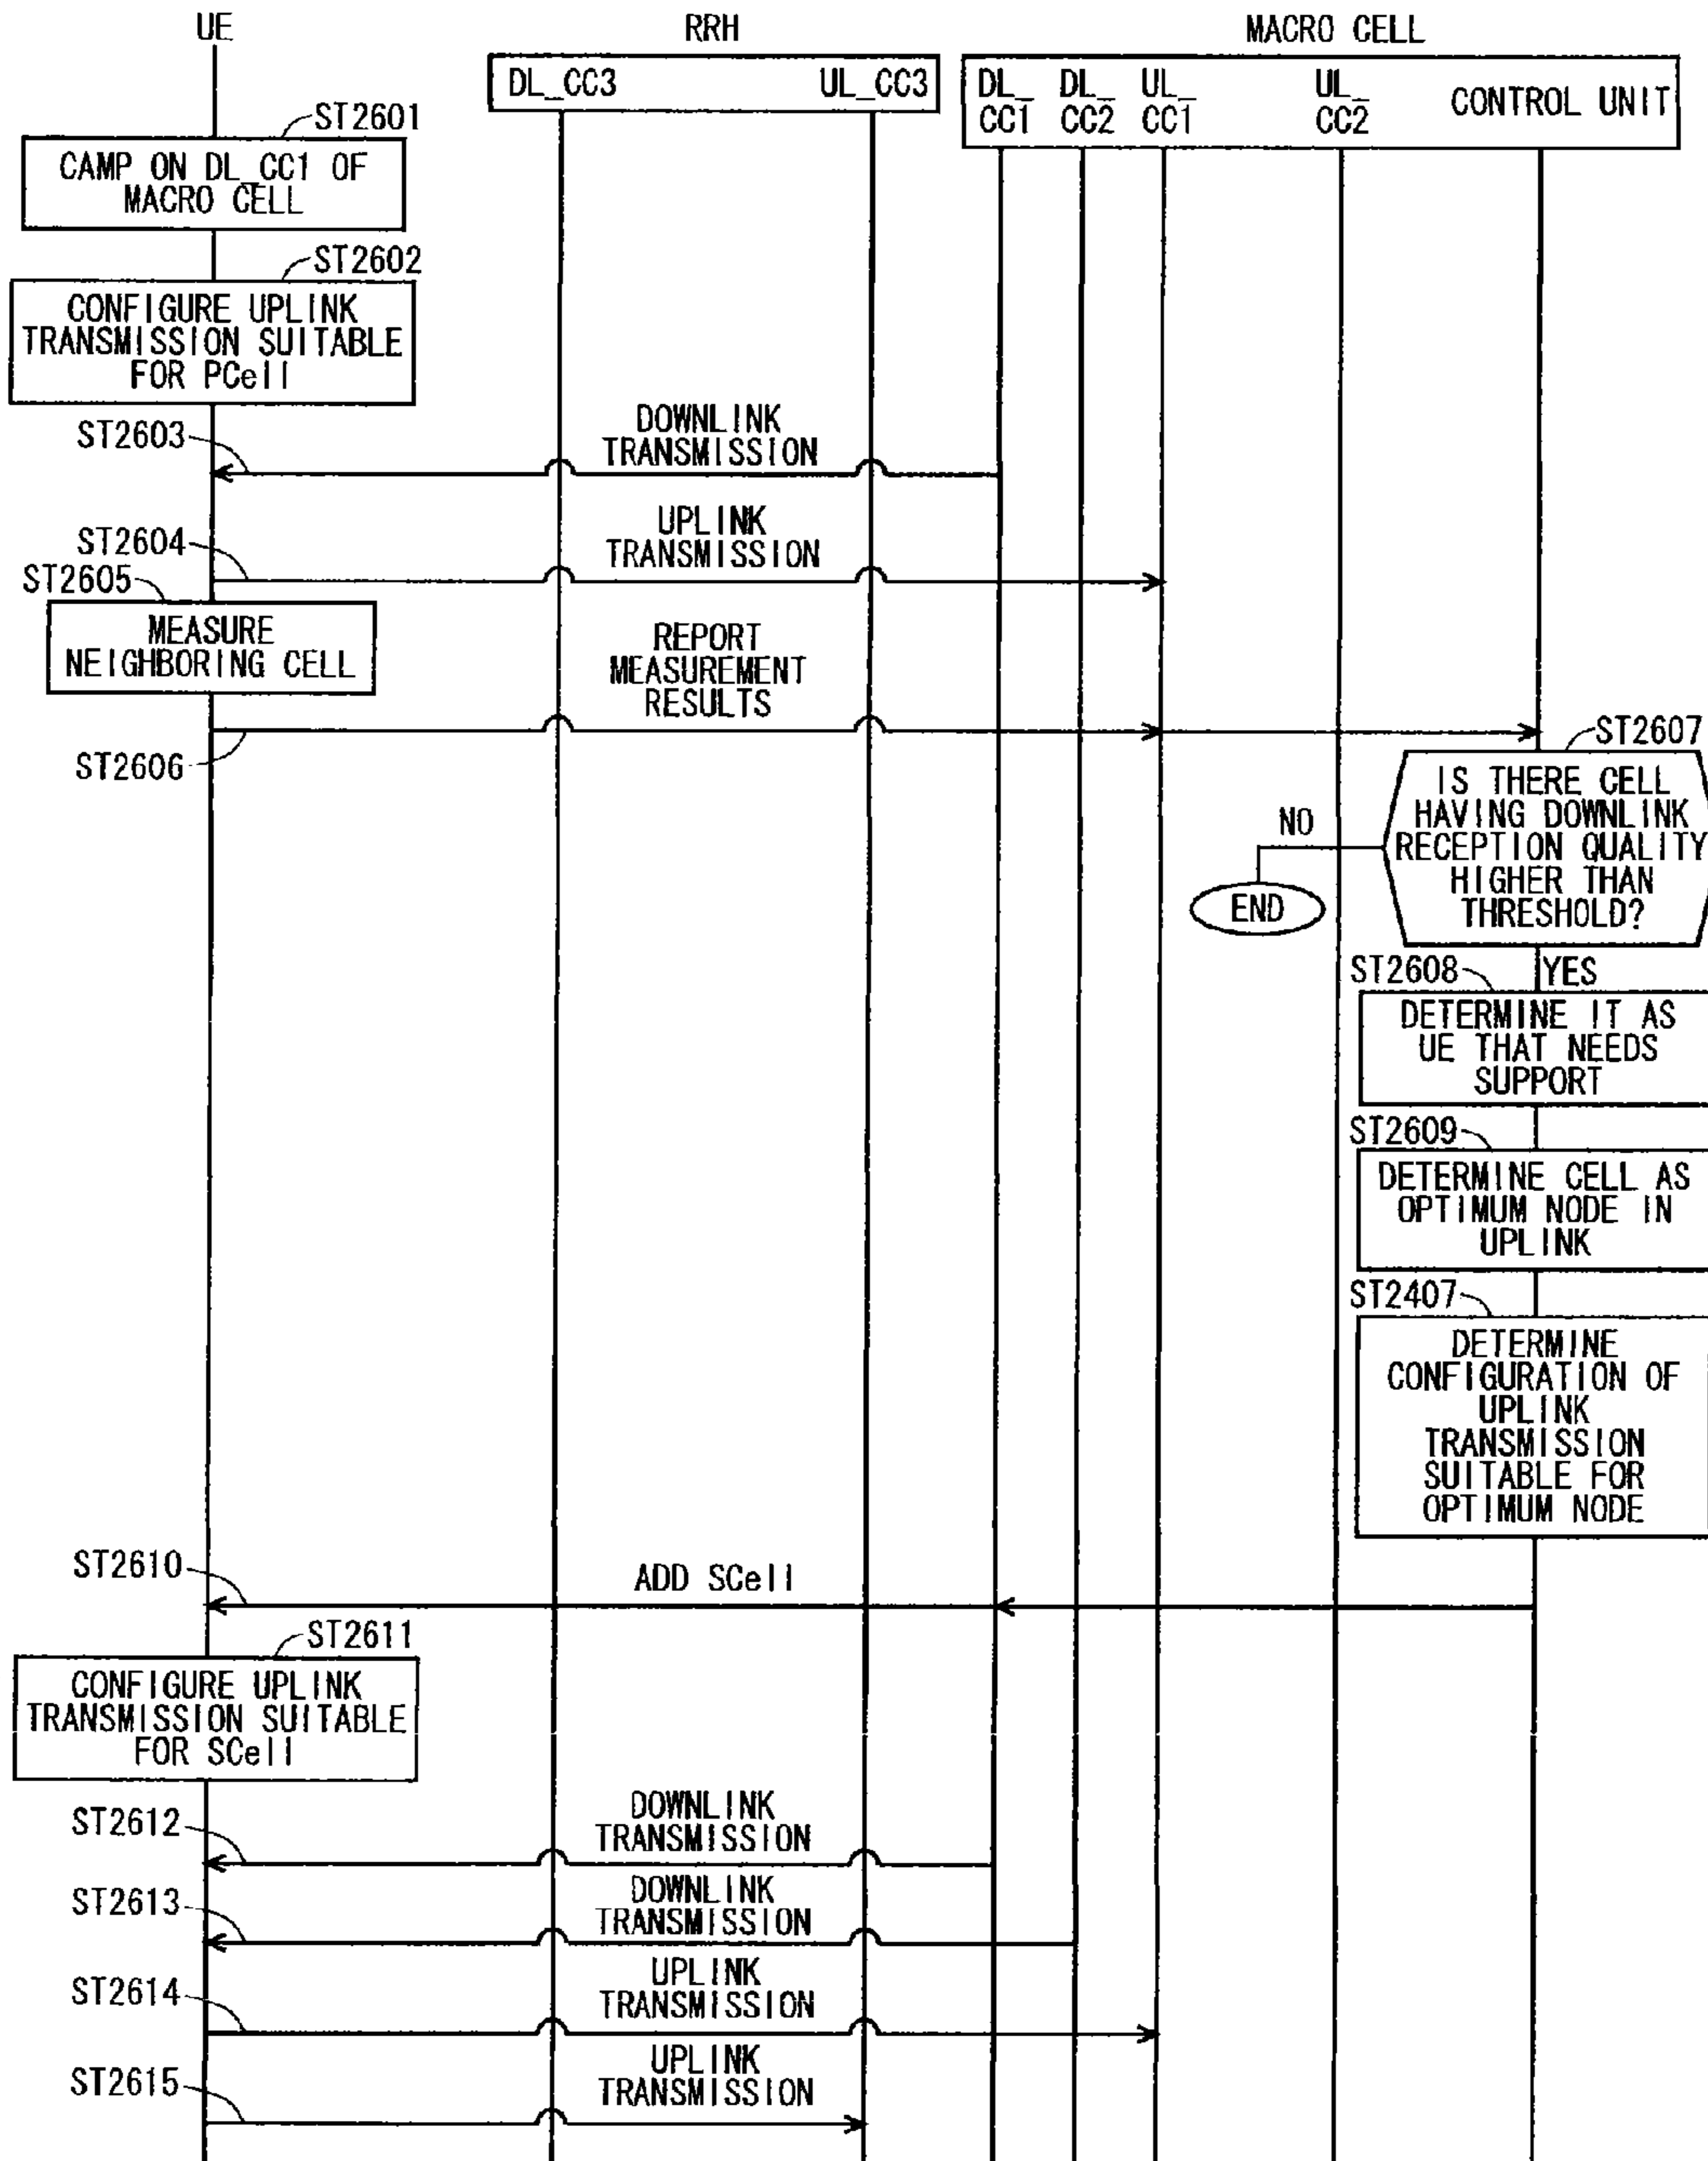 UE
RRH
MACRO CELL
DL_CC3
UL_CC3
DL_
CC1
DL_
CC2
UL_
CC1
UL_
CC2
CONTROL UNIT
ST2601
CAMP ON DL_CC1 OF
MACRO CELL
ST2602
CONFIGURE UPLINK
TRANSMISSION SUITABLE
FOR PCell
ST2603
DOWNLINK
TRANSMISSION
ST2604
UPLINK
TRANSMISSION
ST2605
MEASURE
NEIGHBORING CELL
REPORT
MEASUREMENT
RESULTS
ST2606
ST2607
IS THERE CELL
HAVING DOWNLINK
RECEPTION QUALITY
HIGHER THAN
THRESHOLD?
NO
END
YES
ST2608
DETERMINE IT AS
UE THAT NEEDS
SUPPORT
ST2609
DETERMINE CELL AS
OPTIMUM NODE IN
UPLINK
ST2407
DETERMINE
CONFIGURATION OF
UPLINK
TRANSMISSION
SUITABLE FOR
OPTIMUM NODE
ST2610
ADD SCell
ST2611
CONFIGURE UPLINK
TRANSMISSION SUITABLE
FOR SCell
ST2612
DOWNLINK
TRANSMISSION
ST2613
DOWNLINK
TRANSMISSION
ST2614
UPLINK
TRANSMISSION
ST2615
UPLINK
TRANSMISSION